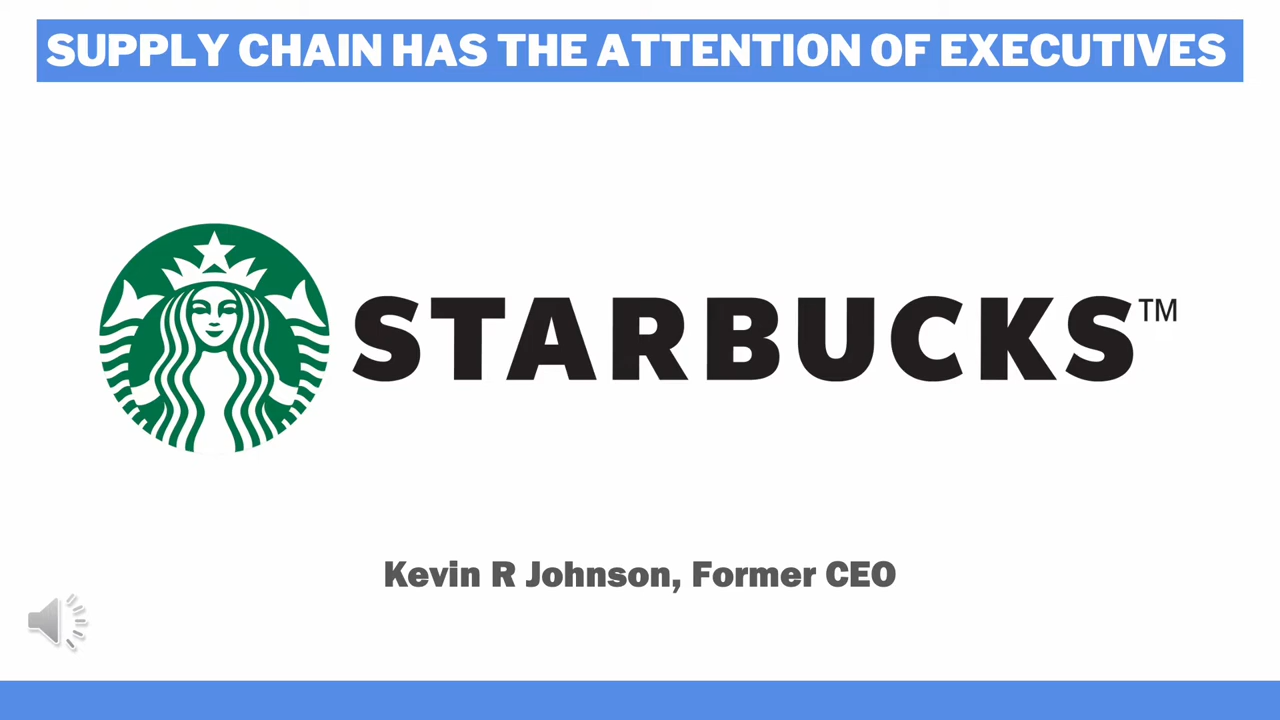 SUPPLY CHAIN HAS THE ATTENTION OF EXECUTIVES
STARBUCKS™
Kevin R Johnson, Former CEO